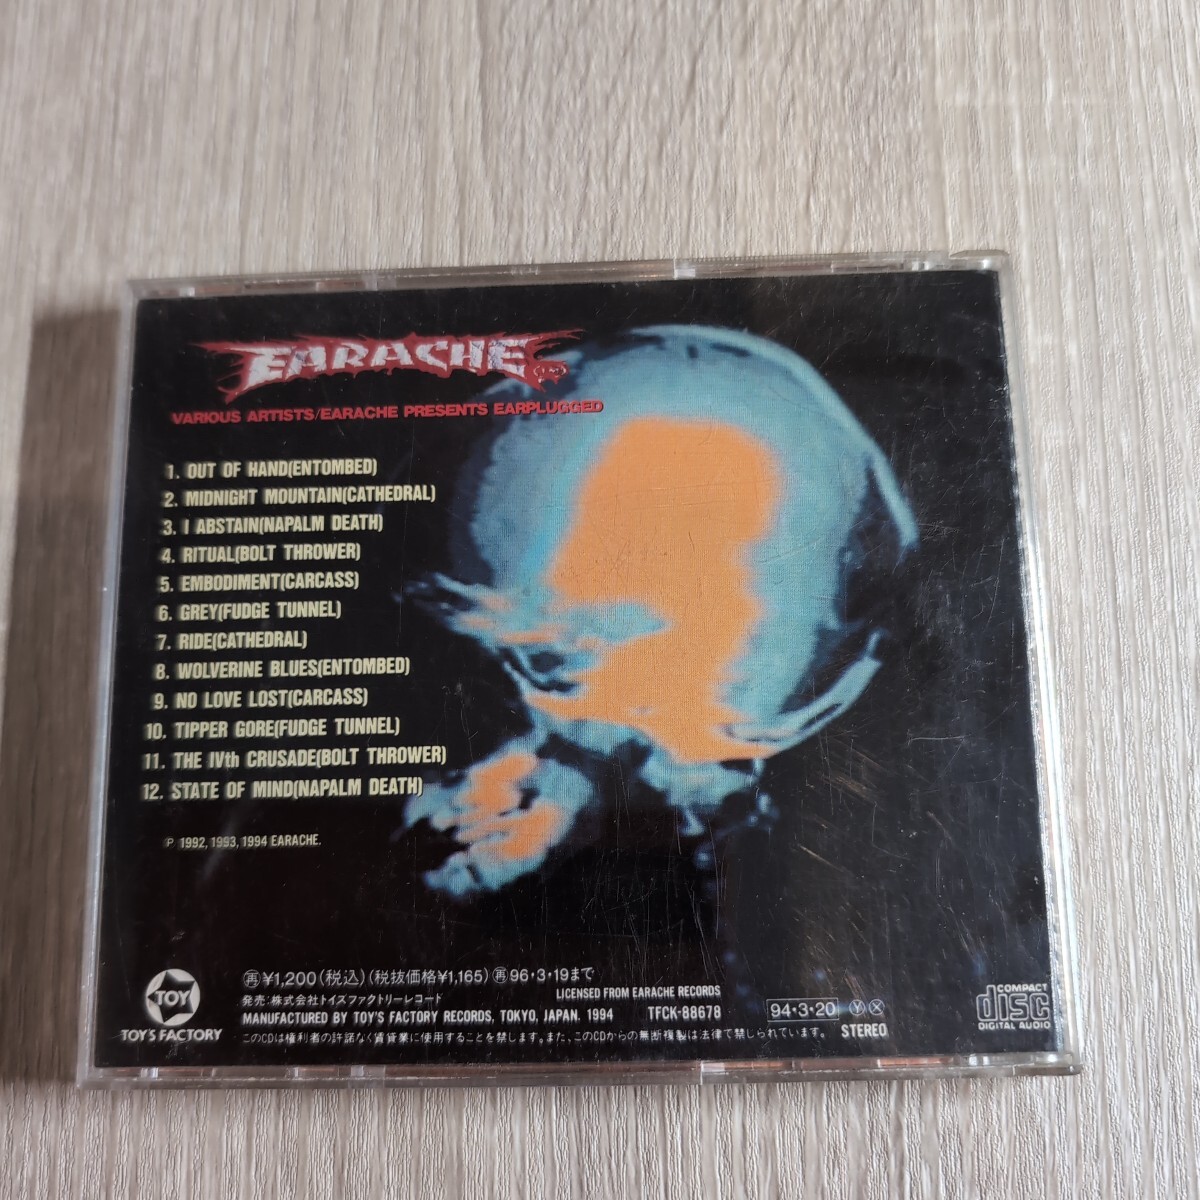 EARACHE
VARIOUS ARTISTS/EARACHE PRESENTS EARPLUGGED
1. OUT OF HAND(ENTOMBED)
2. MIDNIGHT MOUNTAIN(CATHEDRAL)
3. I ABSTAIN(NAPALM DEATH)
4. RITUAL(BOLT THROWER)
5. EMBODIMENT(CARCASS)
6. GREY(FUDGE TUNNEL)
7. RIDE(CATHEDRAL)
8. WOLVERINE BLUES(ENTOMBED)
9. NO LOVE LOST(CARCASS)
10. TIPPER GORE(FUDGE TUNNEL)
11. THE IVth CRUSADE(BOLT THROWER)
12. STATE OF MIND(NAPALM DEATH)
℗ 1992, 1993, 1994 EARACHE.
TOY
TOY'S FACTORY
㊢¥1,200(税込)(税抜価格¥1,165)㊢96・3・19まで
発売:株式会社トイズファクトリーレコード
LICENSED FROM EARACHE RECORDS
MANUFACTURED BY TOY'S FACTORY RECORDS, TOKYO, JAPAN. 1994 TFCK-88678
このCDは権利者の許諾なく賃貸業に使用することを禁じます。また、このCDからの無断複製は法律で禁じられています。
94・3・20 Ⓨ Ⓧ
STEREO
COMPACT
disc
DIGITAL AUDIO